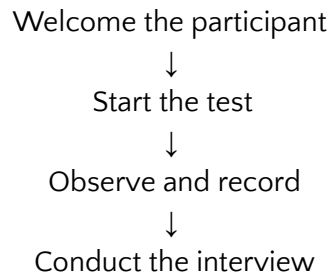 Welcome the participant
↓
Start the test
↓
Observe and record
↓
Conduct the interview